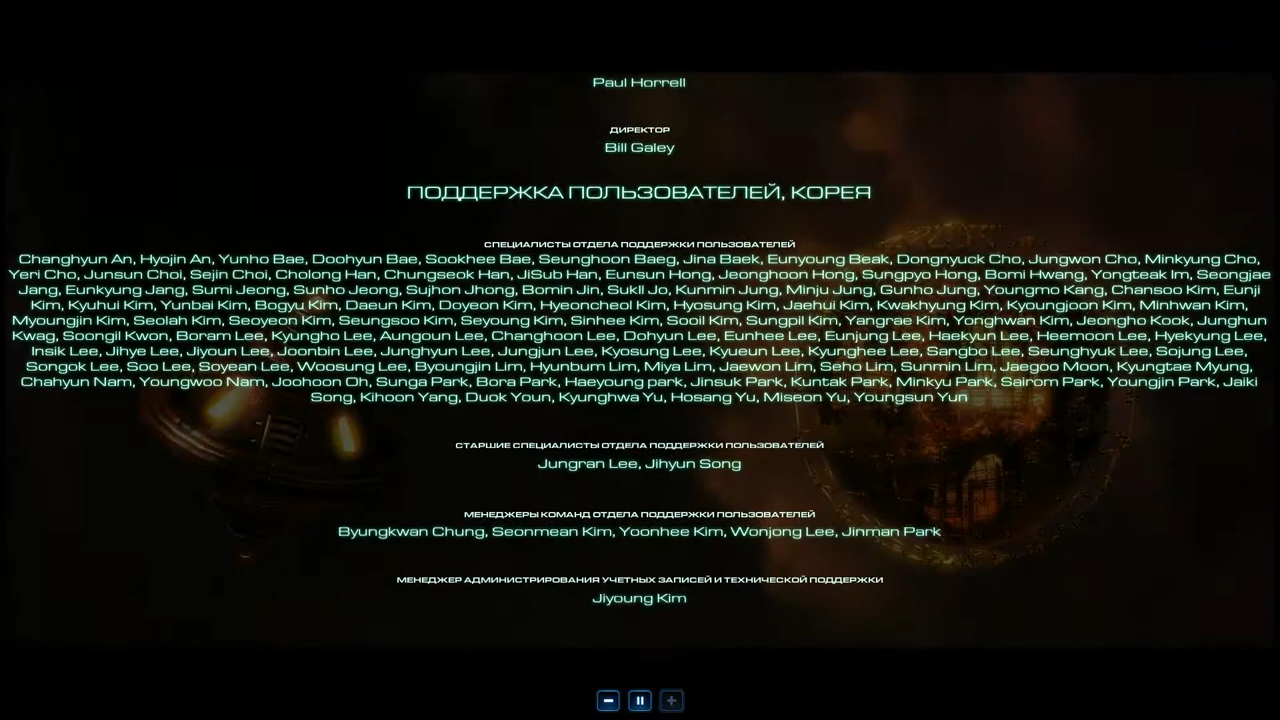 Paul Horrell
ДИРЕКТОР
Bill Galey
ПОДДЕРЖКА ПОЛЬЗОВАТЕЛЕЙ, КОРЕЯ
СПЕЦИАЛИСТЫ ОТДЕЛА ПОДДЕРЖКИ ПОЛЬЗОВАТЕЛЕЙ
Changhyun An, Hyojin An, Yunho Bae, Doohyun Bae, Sookhee Bae, Seunghoon Baeg, Jina Baek, Eunyoung Beak, Dongnyuck Cho, Jungwon Cho, Minkyung Cho,
Yeri Cho, Junsun Choi, Sejin Choi, Cholong Han, Chungseok Han, JiSub Han, Eunsun Hong, Jeonghoon Hong, Sungpyo Hong, Bomi Hwang, Yongteak Im, Seongjae
Jang, Eunkyung Jang, Sumi Jeong, Sunho Jeong, Sujhon Jhong, Bomin Jin, SukIl Jo, Kunmin Jung, Minju Jung, Gunho Jung, Youngmo Kang, Chansoo Kim, Eunji
Kim, Kyuhui Kim, Yunbai Kim, Bogyu Kim, Daeun Kim, Doyeon Kim, Hyeoncheol Kim, Hyosung Kim, Jaehui Kim, Kwakhyung Kim, Kyoungjoon Kim, Minhwan Kim,
Myoungjin Kim, Seolah Kim, Seoyeon Kim, Seungsoo Kim, Seyoung Kim, Sinhee Kim, Sooil Kim, Sungpil Kim, Yangrae Kim, Yonghwan Kim, Jeongho Kook, Junghun
Kwag, Soongil Kwon, Boram Lee, Kyungho Lee, Aungoun Lee, Changhoon Lee, Dohyun Lee, Eunhee Lee, Eunjung Lee, Haekyun Lee, Heemoon Lee, Hyekyung Lee,
Insik Lee, Jihye Lee, Jiyoun Lee, Joonbin Lee, Junghyun Lee, Jungjun Lee, Kyosung Lee, Kyueun Lee, Kyunghee Lee, Sangbo Lee, Seunghyuk Lee, Sojung Lee,
Songok Lee, Soo Lee, Soyean Lee, Woosung Lee, Byoungjin Lim, Hyunbum Lim, Miya Lim, Jaewon Lim, Seho Lim, Sunmin Lim, Jaegoo Moon, Kyungtae Myung,
Chahyun Nam, Youngwoo Nam, Joohoon Oh, Sunga Park, Bora Park, Haeyoung park, Jinsuk Park, Kuntak Park, Minkyu Park, Sairom Park, Youngjin Park, Jaiki
Song, Kihoon Yang, Duok Youn, Kyunghwa Yu, Hosang Yu, Miseon Yu, Youngsun Yun
СТАРШИЕ СПЕЦИАЛИСТЫ ОТДЕЛА ПОДДЕРЖКИ ПОЛЬЗОВАТЕЛЕЙ
Jungran Lee, Jihyun Song
МЕНЕДЖЕРЫ КОМАНД ОТДЕЛА ПОДДЕРЖКИ ПОЛЬЗОВАТЕЛЕЙ
Byungkwan Chung, Seonmean Kim, Yoonhee Kim, Wonjong Lee, Jinman Park
МЕНЕДЖЕР АДМИНИСТРИРОВАНИЯ УЧЕТНЫХ ЗАПИСЕЙ И ТЕХНИЧЕСКОЙ ПОДДЕРЖКИ
Jiyoung Kim